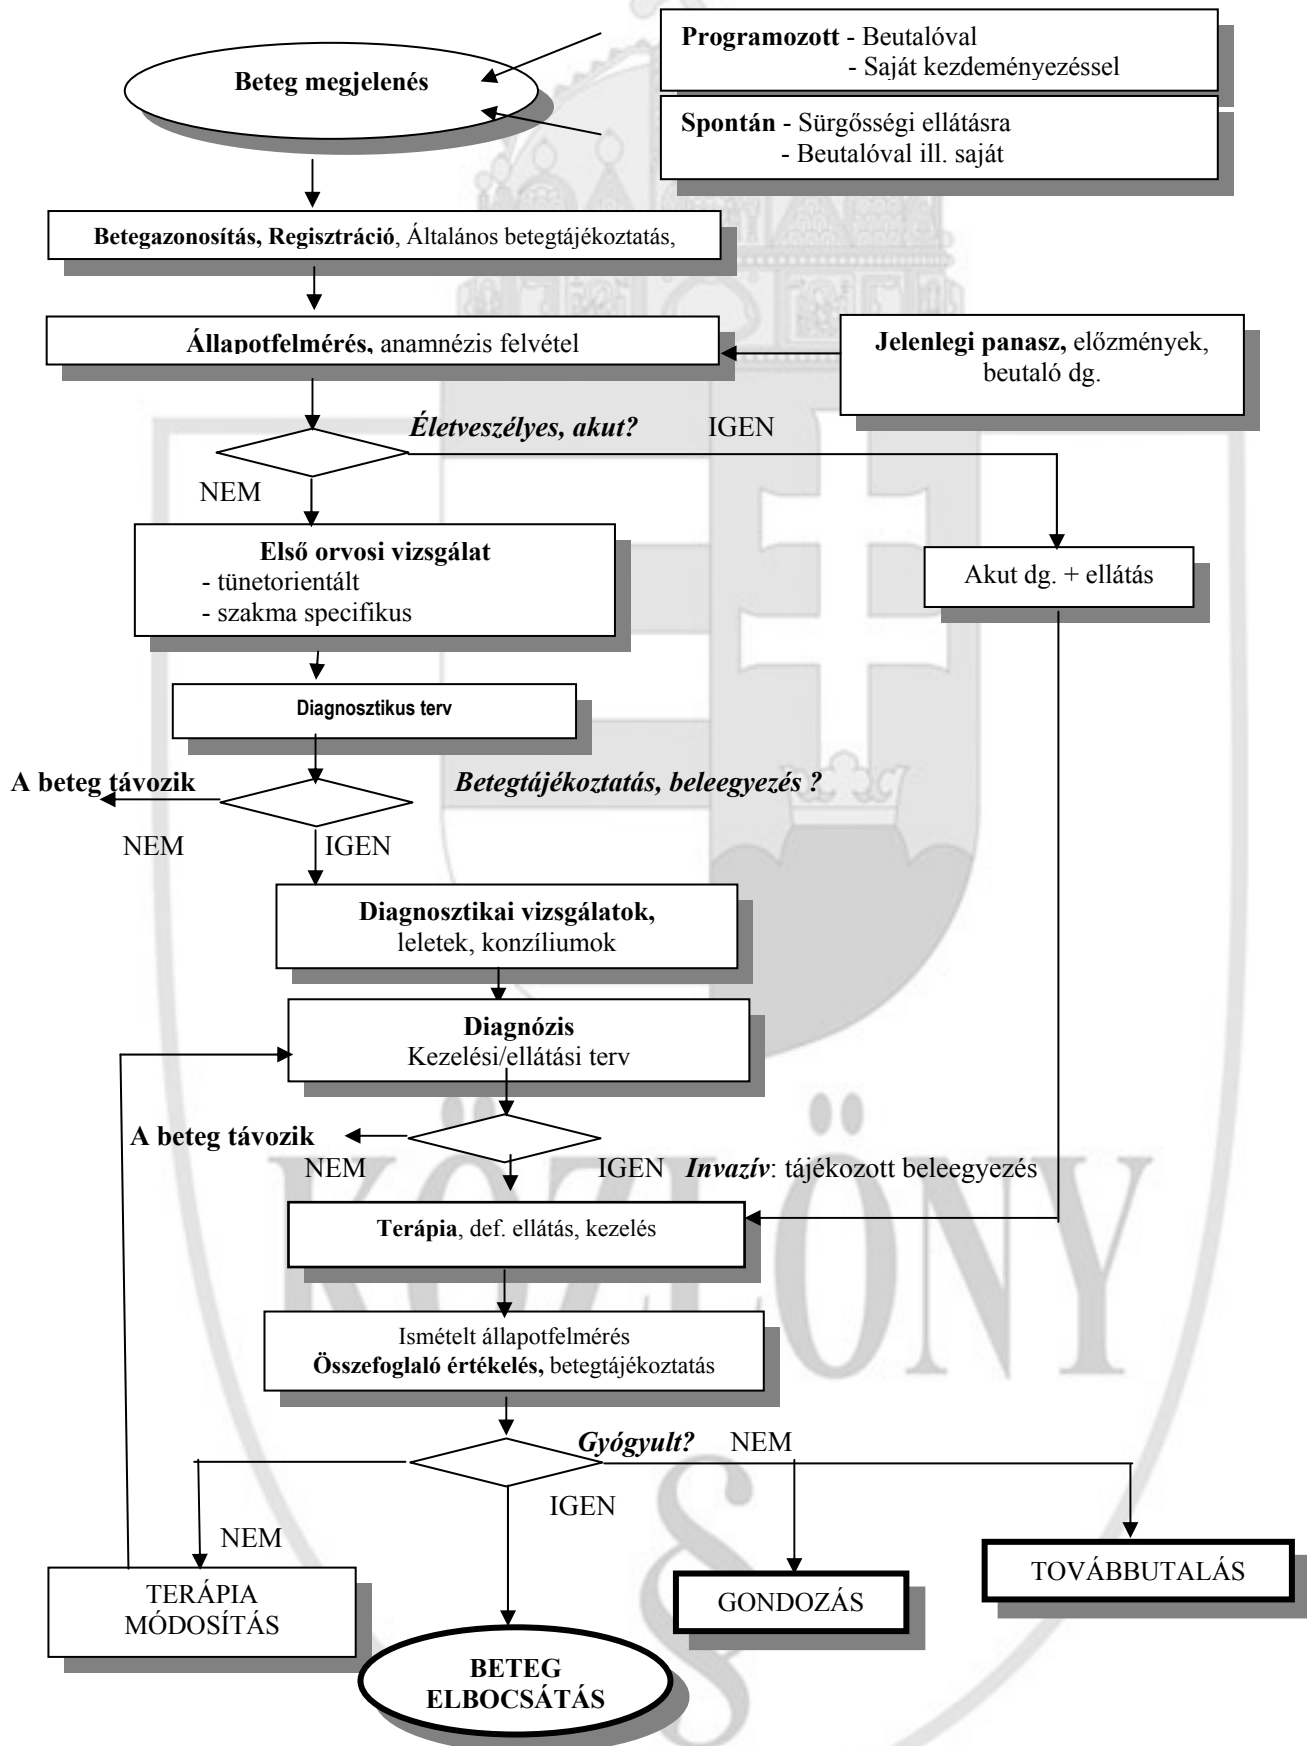 Programozott - Beutalóval
- Saját kezdeményezéssel
Beteg megjelenés
Spontán - Sürgősségi ellátásra
- Beutalóval ill. saját
Betegazonosítás, Regisztráció, Általános betegtájékoztatás,
Állapotfelmérés, anamnézis felvétel
Jelenlegi panasz, előzmények,
beutaló dg.
Életveszélyes, akut? IGEN
NEM
Első orvosi vizsgálat
- tünetorientált
- szakma specifikus
Akut dg. + ellátás
Diagnosztikus terv
A beteg távozik
Betegtájékoztatás, beleegyezés ?
NEM
IGEN
Diagnosztikai vizsgálatok,
leletek, konzíliumok
Diagnózis
Kezelési/ellátási terv
A beteg távozik
NEM
IGEN Invazív: tájékozott beleegyezés
Terápia, def. ellátás, kezelés
Ismételt állapotfelmérés
Összefoglaló értékelés, betegtájékoztatás
Gyógyult? NEM
IGEN
NEM
TERÁPIA
MÓDOSÍTÁS
GONDOZÁS
TOVÁBBUTALÁS
BETEG
ELBOCSÁTÁS
KÖZLÖNY
§